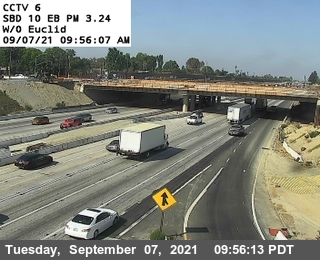 CCTV 6
SBD 10 EB PM 3.24
W/O Euclid
09/07/21 09:56:07 AM
Tuesday, September 07, 2021 09:56:13 PDT